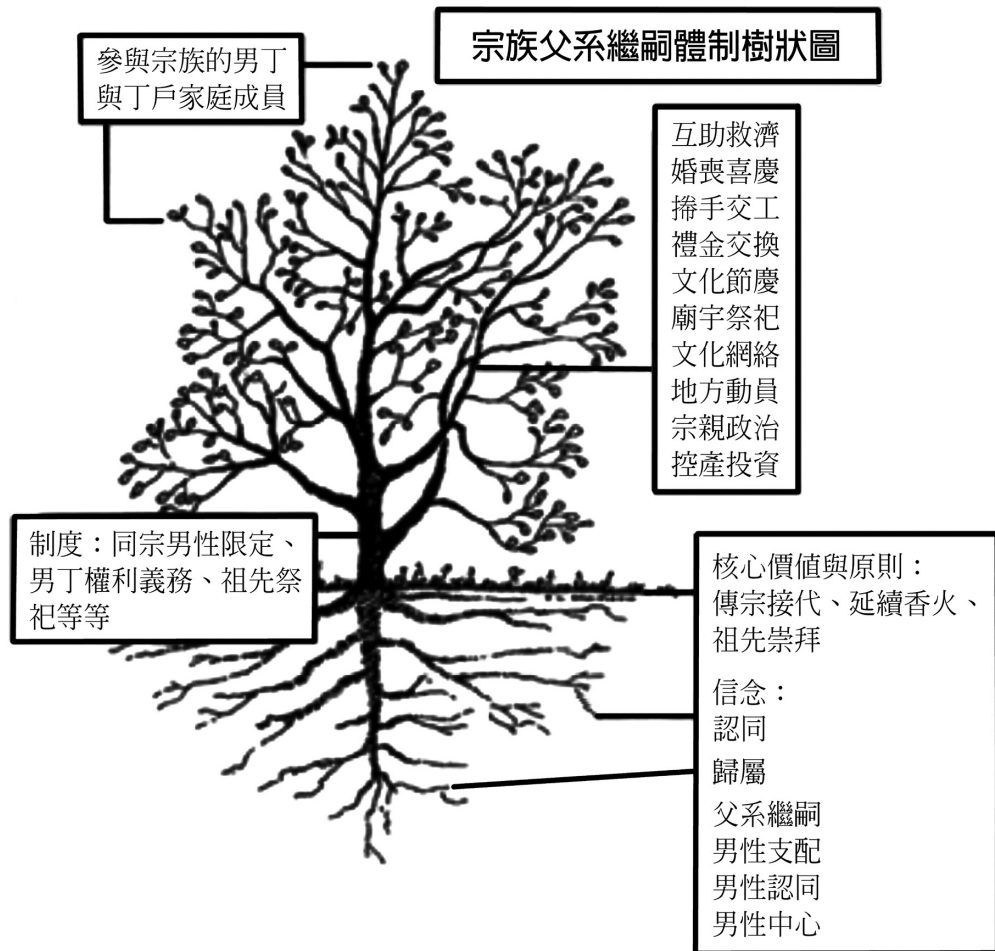 宗族父系繼嗣體制樹狀圖
參與宗族的男丁
與丁戶家庭成員
互助救濟
婚喪喜慶
搼手交工
禮金交換
文化節慶
廟宇祭祀
文化網絡
地方動員
宗親政治
控產投資
制度：同宗男性限定、
男丁權利義務、祖先祭
祀等等
核心價值與原則：
傳宗接代、延續香火、
祖先崇拜
信念：
認同
歸屬
父系繼嗣
男性支配
男性認同
男性中心